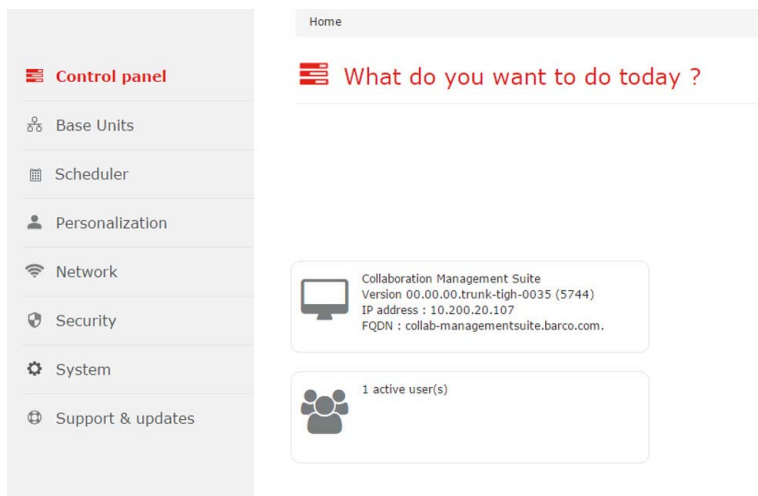 Home
Control panel
What do you want to do today ?
Base Units
Scheduler
Personalization
Network
Security
System
Support & updates
Collaboration Management Suite
Version 00.00.00.trunk-tigh-0035 (5744)
IP address : 10.200.20.107
FQDN : collab-managementsuite.barco.com.
1 active user(s)